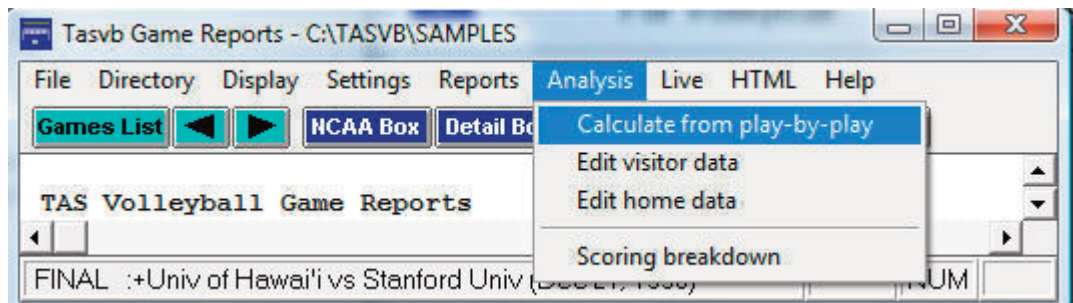 Tasvb Game Reports - C:\TASVB\SAMPLES
File Directory Display Settings Reports Analysis Live HTML Help
Games List NCAA Box Detail
Calculate from play-by-play
Edit visitor data
Edit home data
TAS Volleyball Game Reports
Scoring breakdown
FINAL :+Univ of Hawai'i vs Stanford Univ NUM